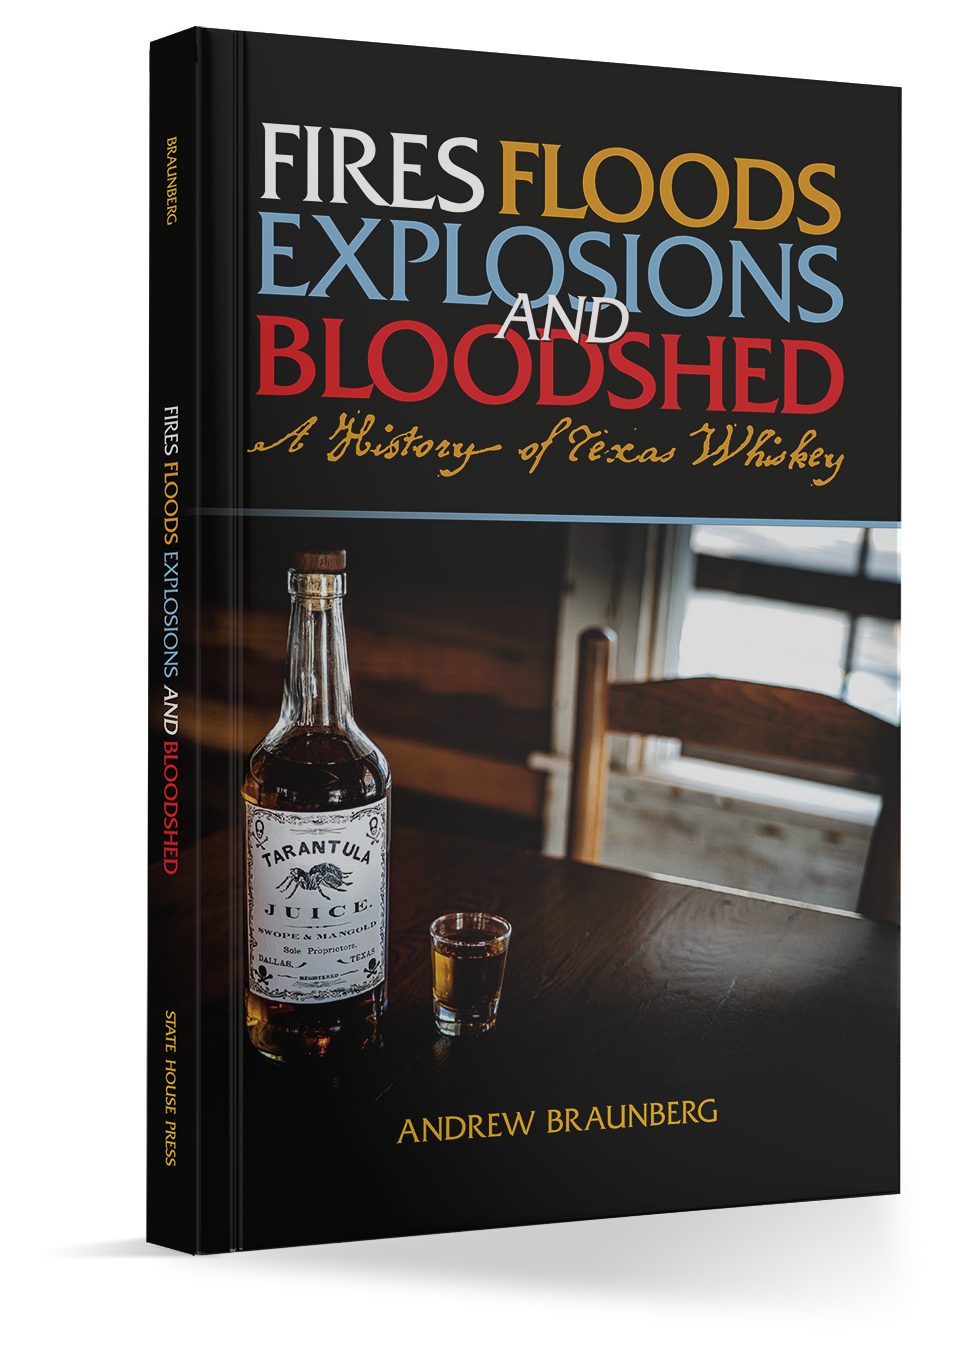 FIRES FLOODS
EXPLOSIONS
AND
BLOODSHED
A History of Texas Whiskey
TARANTULA
JUICE.
SWOPE & MANGOLD
Sole Proprietors,
DALLAS, TEXAS
REGISTERED
ANDREW BRAUNBERG
BRAUNBERG
FIRES FLOODS EXPLOSIONS AND BLOODSHED
STATE HOUSE PRESS